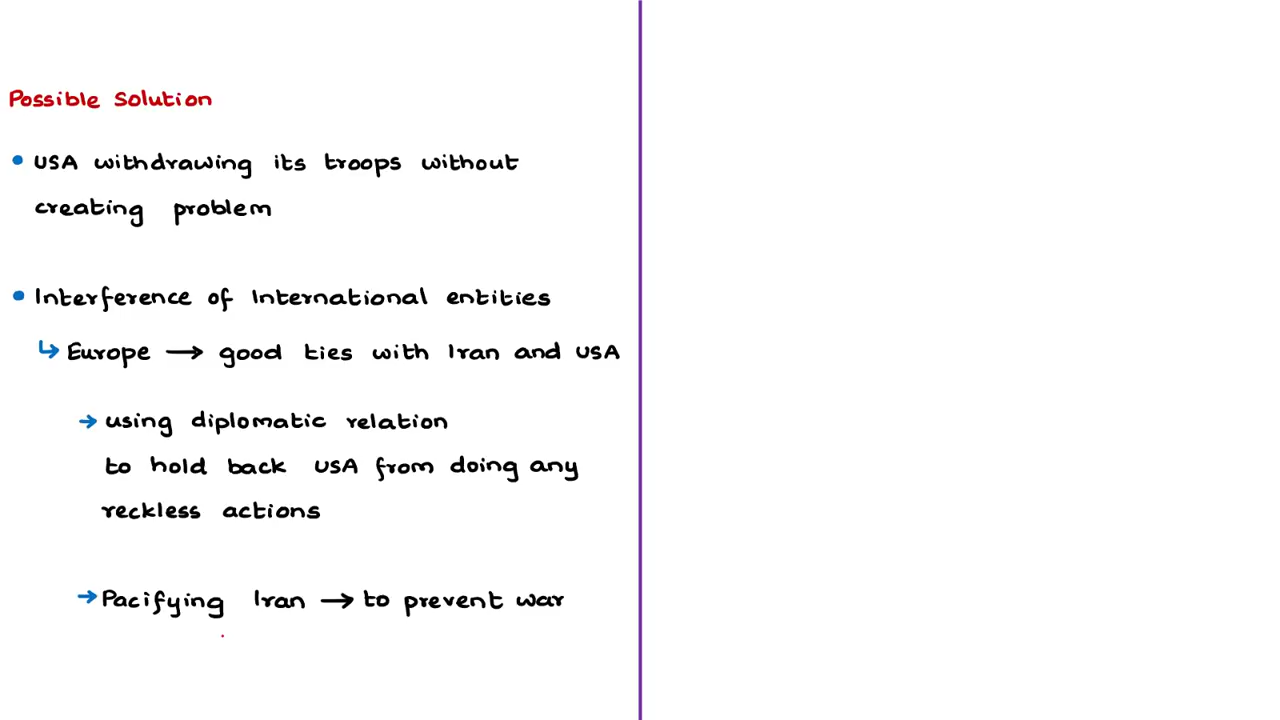 Possible Solution
• USA withdrawing its troops without
creating problem
• Interference of International entities
↳ Europe → good ties with Iran and USA
→ using diplomatic relation
to hold back USA from doing any
reckless actions
→ Pacifying Iran → to prevent war